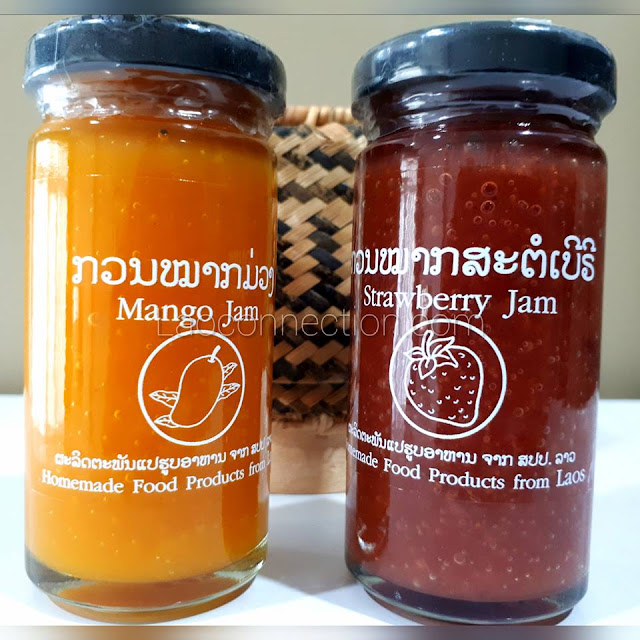 ກວນໝາກມ່ວງ
Mango Jam
ຜະລິດຕະພັນແປຮູບອາຫານ ຈາກ ສປປ.
Homemade Food Products from
ກວນໝາກສະຕໍເບີຣີ
Strawberry Jam
ຜະລິດຕະພັນແປຮູບອາຫານ ຈາກ ສປປ. ລາວ
Homemade Food Products from Laos
Laoconnection.com